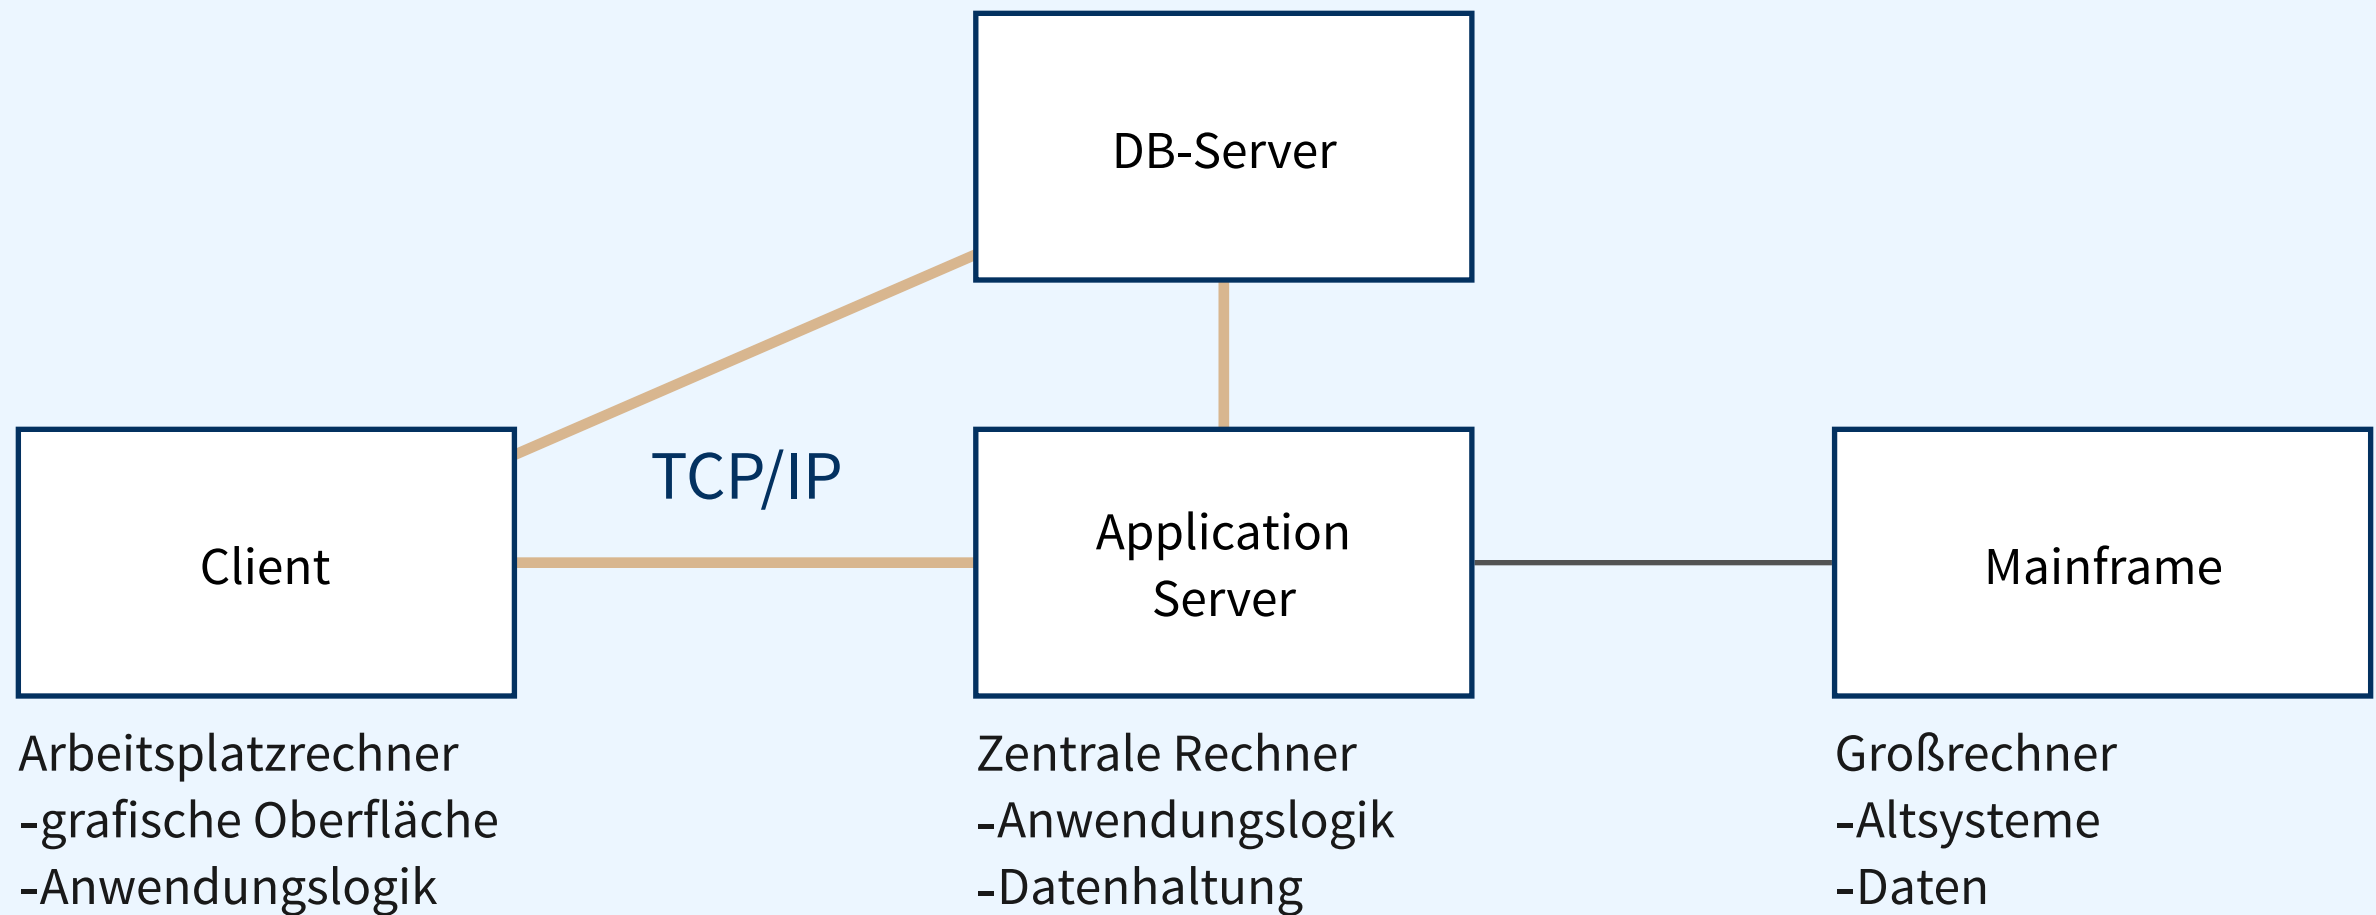 DB-Server
TCP/IP
Client
Application
Server
Mainframe
Arbeitsplatzrechner
-grafische Oberfläche
-Anwendungslogik
Zentrale Rechner
-Anwendungslogik
-Datenhaltung
Großrechner
-Altsysteme
-Daten